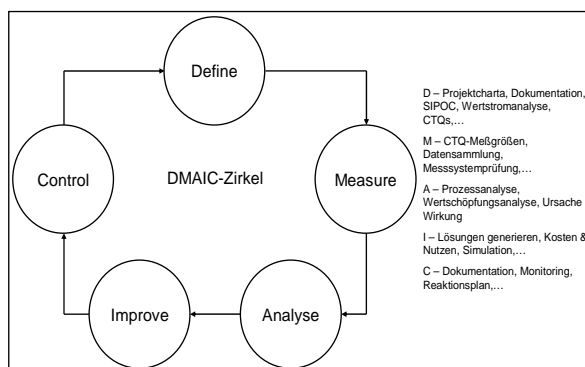 Define
Control
DMAIC-Zirkel
Measure
Improve
Analyse
D – Projektcharta, Dokumentation,
SIPOC, Wertstromanalyse,
CTQs,…
M – CTQ-Meßgrößen,
Datensammlung,
Messsystemprüfung,…
A – Prozessanalyse,
Wertschöpfungsanalyse, Ursache
Wirkung
I – Lösungen generieren, Kosten &
Nutzen, Simulation,…
C – Dokumentation, Monitoring,
Reaktionsplan,…